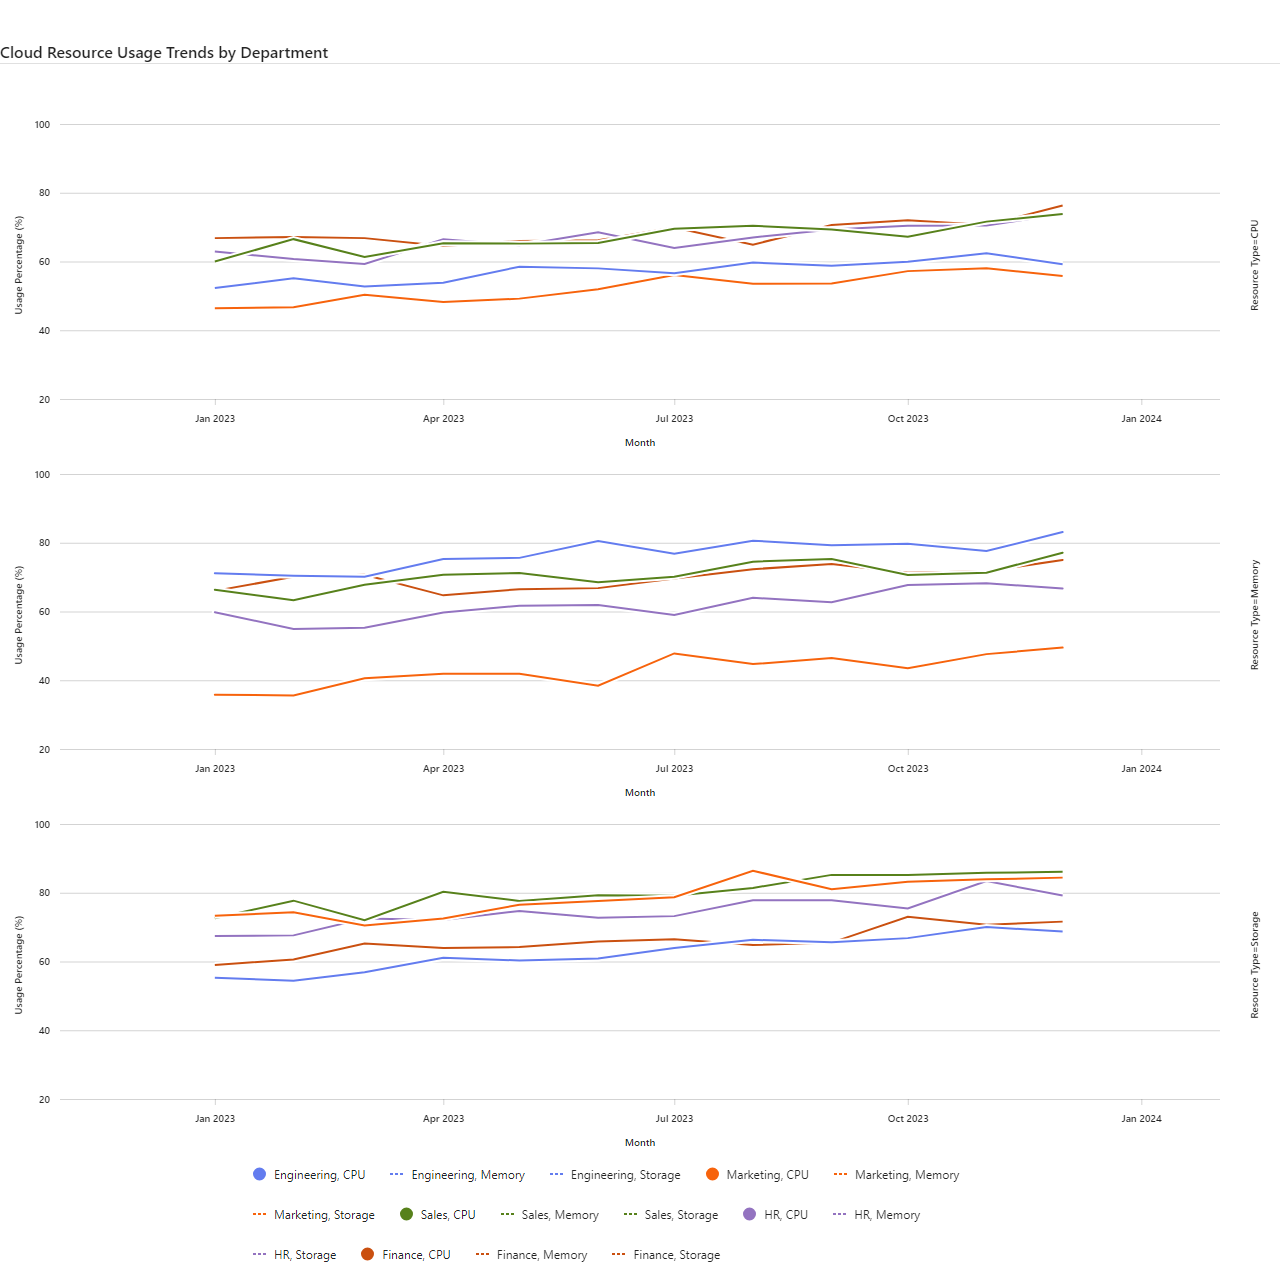 Cloud Resource Usage Trends by Department
100
80
60
40
20
Usage Percentage (%)
Resource Type=CPU
Jan 2023
Apr 2023
Jul 2023
Oct 2023
Jan 2024
Month
100
80
60
40
20
Usage Percentage (%)
Resource Type=Memory
Jan 2023
Apr 2023
Jul 2023
Oct 2023
Jan 2024
Month
100
80
60
40
20
Usage Percentage (%)
Resource Type=Storage
Jan 2023
Apr 2023
Jul 2023
Oct 2023
Jan 2024
Month
Engineering, CPU
Engineering, Memory
Engineering, Storage
Marketing, CPU
Marketing, Memory
Marketing, Storage
Sales, CPU
Sales, Memory
Sales, Storage
HR, CPU
HR, Memory
HR, Storage
Finance, CPU
Finance, Memory
Finance, Storage